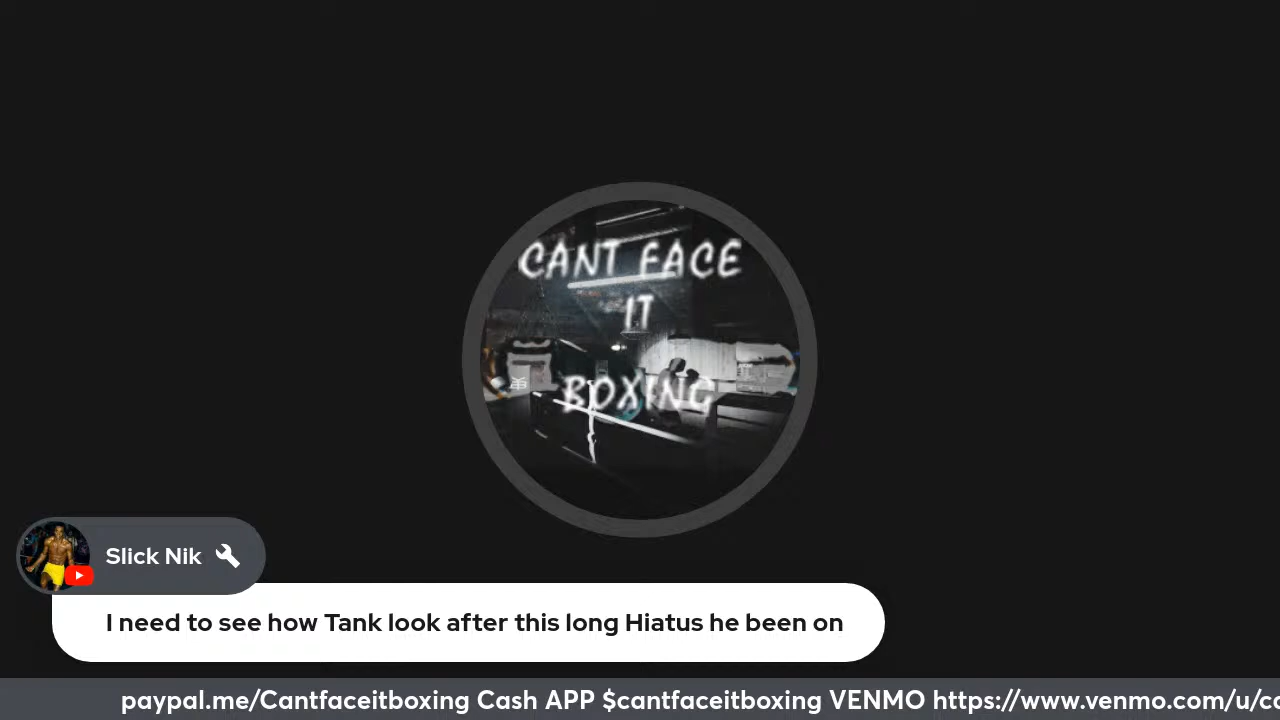 CANT FACE
IT
BOXING
Slick Nik
I need to see how Tank look after this long Hiatus he been on
paypal.me/Cantfaceitboxing Cash APP $cantfaceitboxing VENMO https://www.venmo.com/u/c